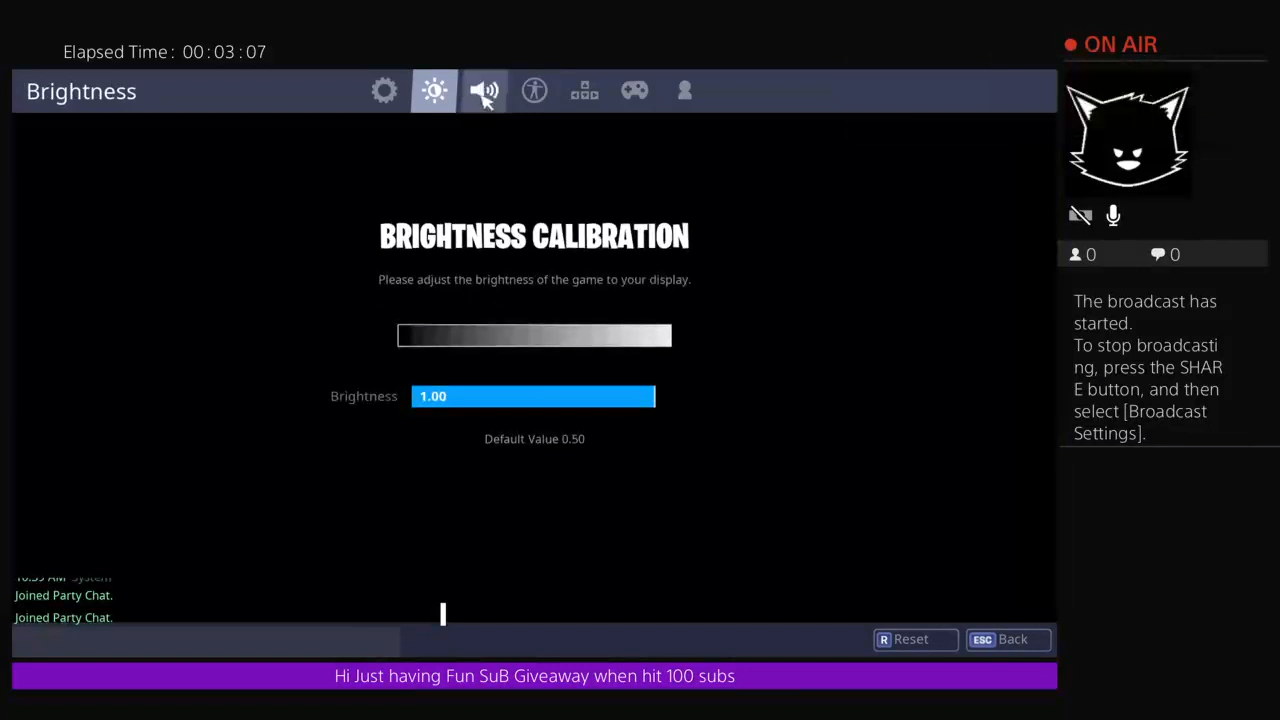 Elapsed Time: 00:03:07
ON AIR
Brightness
BRIGHTNESS CALIBRATION
Please adjust the brightness of the game to your display.
Brightness 1.00
Default Value 0.50
0 0
The broadcast has
started.
To stop broadcasti
ng, press the SHAR
E button, and then
select [Broadcast
Settings].
System
Joined Party Chat.
Joined Party Chat.
R Reset ESC Back
Hi Just having Fun SuB Giveaway when hit 100 subs